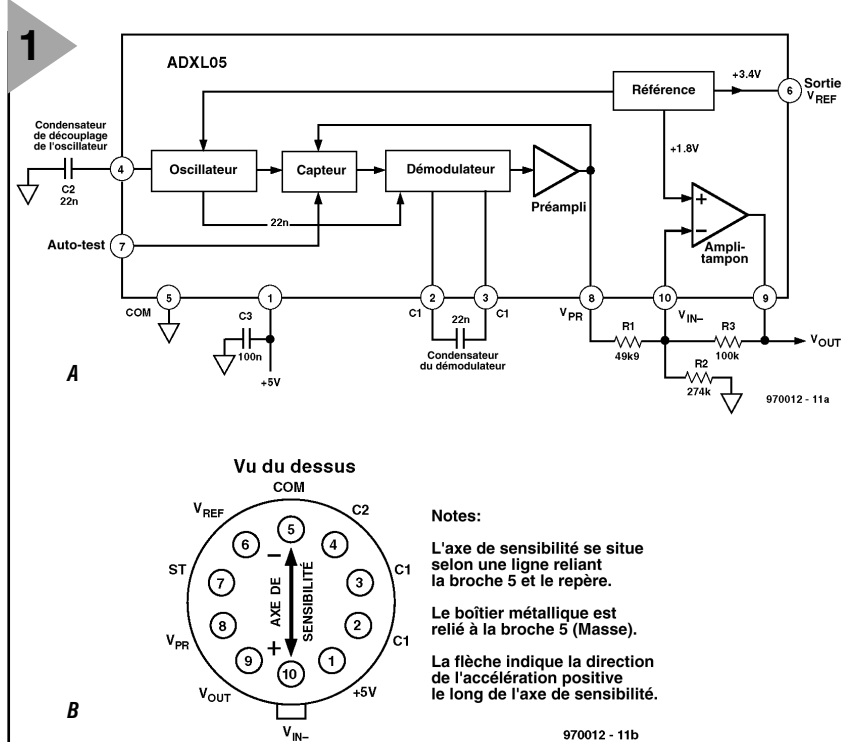 1
ADXL05
Condensateur
de découplage
de l'oscillateur
C2
22n
4
Oscillateur
Capteur
Démodulateur
Préampli
Référence
+3.4V
6
Sortie
VREF
+1.8V
+
–
Ampli-
tampon
22n
Auto-test
7
COM
5
1
C3
100n
+5V
C1
2
22n
3
C1
Condensateur
du démodulateur
VPR
8
10
VIN–
9
R1
49k9
R3
100k
VOUT
R2
274k
970012 - 11a
A
Vu du dessus
COM
VREF
C2
ST
C1
VPR
C1
VOUT
+5V
VIN–
5
6
4
7
3
8
2
9
1
10
–
+
AXE DE
SENSIBILITÉ
B
Notes:
L'axe de sensibilité se situe
selon une ligne reliant
la broche 5 et le repère.
Le boîtier métallique est
relié à la broche 5 (Masse).
La flèche indique la direction
de l'accélération positive
le long de l'axe de sensibilité.
970012 - 11b